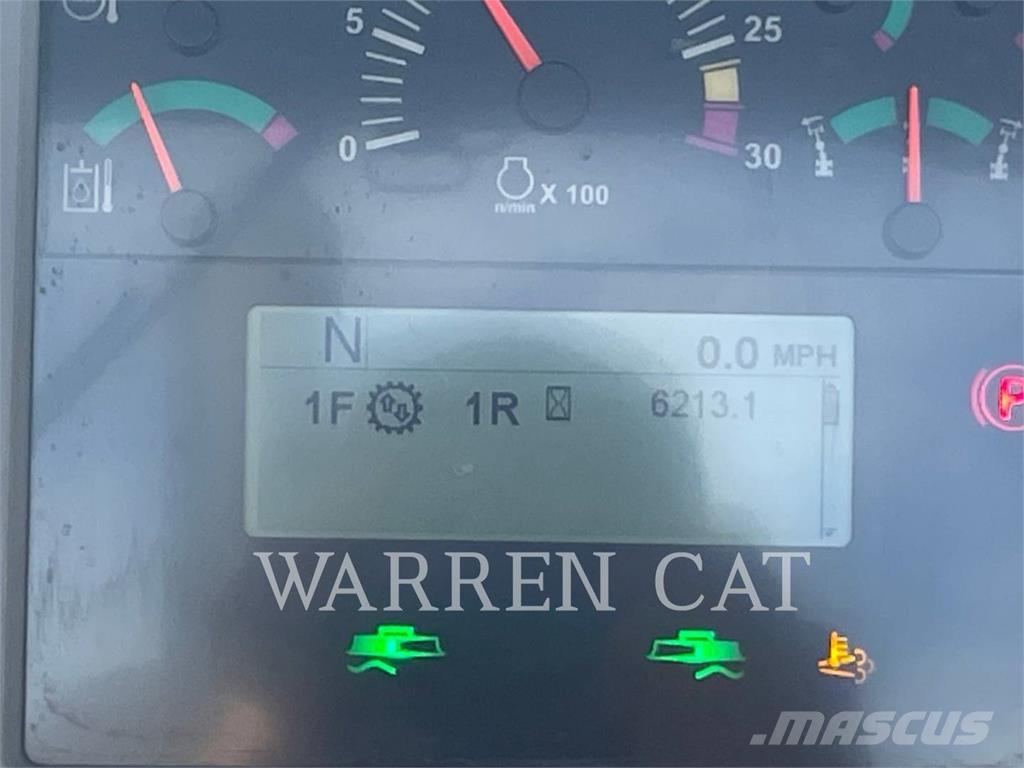 5
25
0
30
n/min X 100
N
0.0 MPH
1F 1R 6213.1
P
WARREN CAT
MASCUS